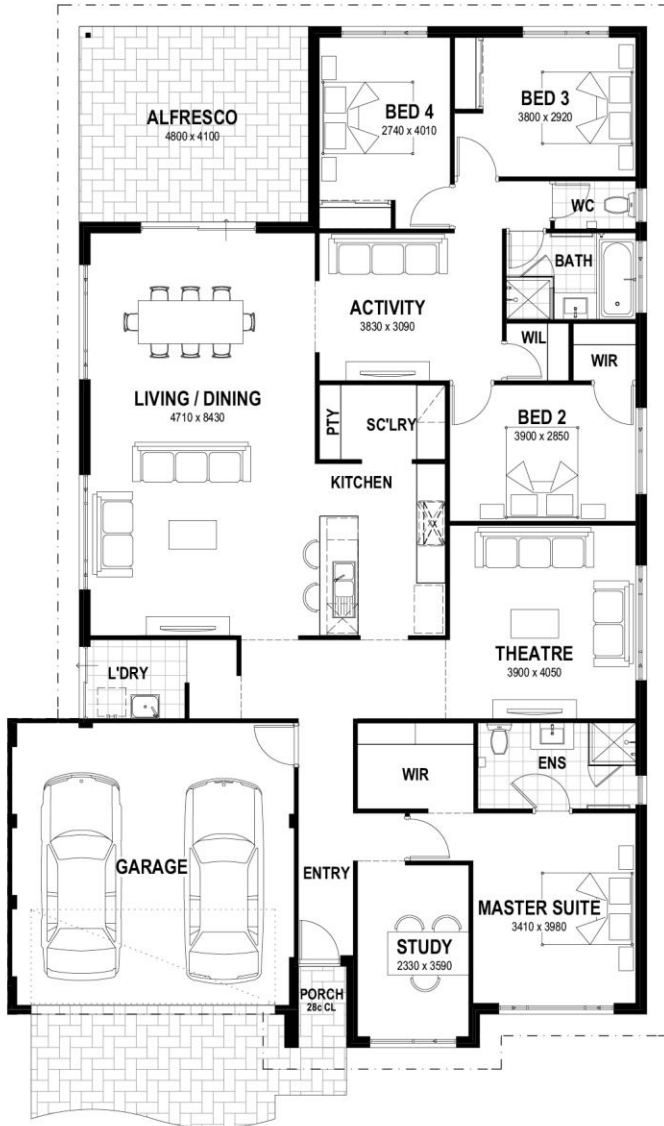 ALFRESCO
4800 x 4100
BED 4
2740 x 4010
BED 3
3800 x 2920
WC
BATH
ACTIVITY
3830 x 3090
WIL
WIR
LIVING / DINING
4710 x 8430
PTY
SC'LRY
BED 2
3900 x 2850
KITCHEN
THEATRE
3900 x 4050
L'DRY
WIR
ENS
GARAGE
ENTRY
MASTER SUITE
3410 x 3980
STUDY
2330 x 3590
PORCH
28c CL